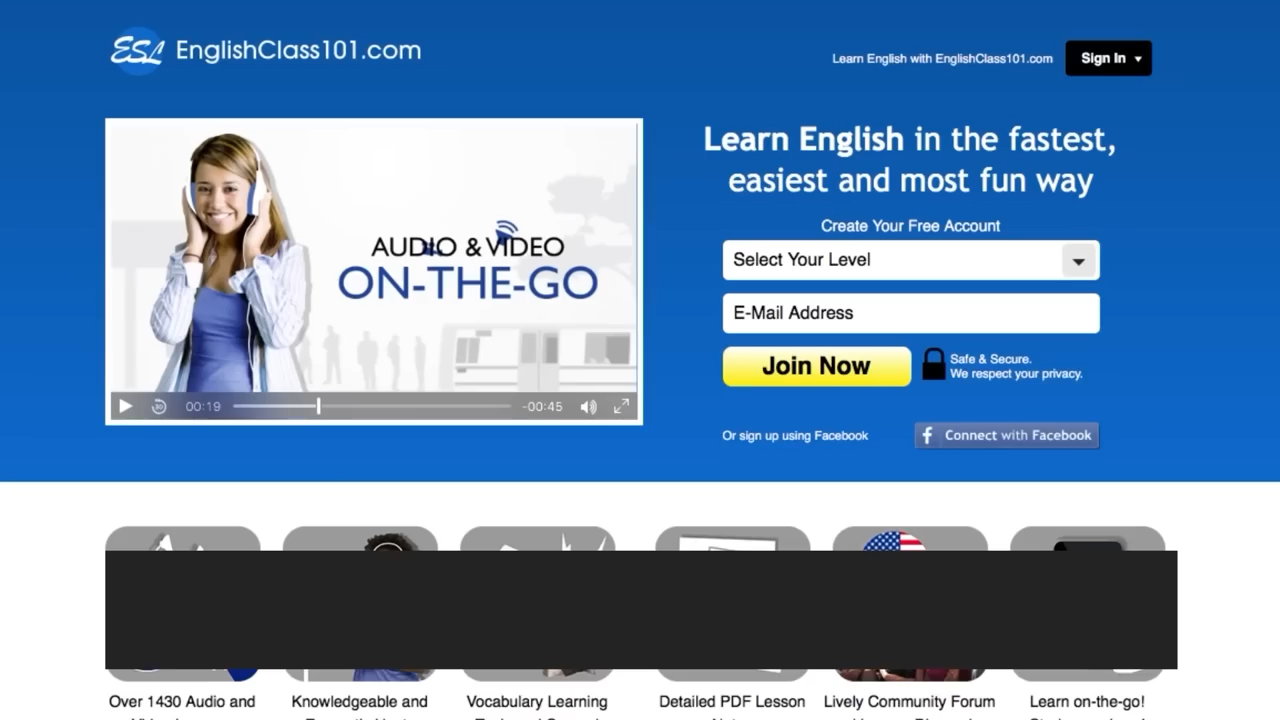 ESL EnglishClass101.com
Learn English with EnglishClass101.com
Sign In
AUDIO & VIDEO
ON-THE-GO
00:19
-00:45
Learn English in the fastest,
easiest and most fun way
Create Your Free Account
Select Your Level
E-Mail Address
Join Now
Safe & Secure.
We respect your privacy.
Or sign up using Facebook
f Connect with Facebook
Over 1430 Audio and
Knowledgeable and
Vocabulary Learning
Detailed PDF Lesson
Lively Community Forum
Learn on-the-go!